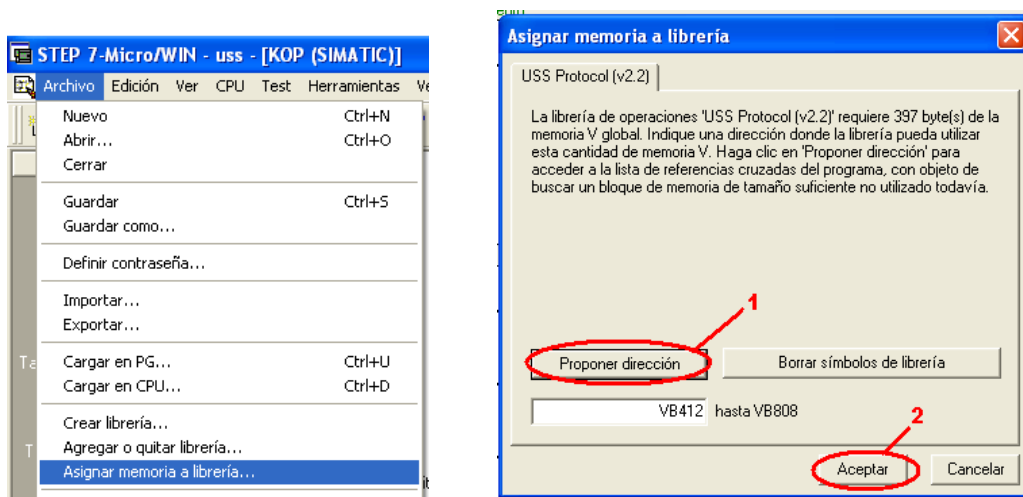 STEP 7-Micro/WIN - uss - [KOP (SIMATIC)]
Archivo Edición Ver CPU Test Herramientas
Nuevo Ctrl+N
Abrir... Ctrl+O
Cerrar
Guardar Ctrl+S
Guardar como...
Definir contraseña...
Importar...
Exportar...
Cargar en PG... Ctrl+U
Cargar en CPU... Ctrl+D
Crear librería...
Agregar o quitar librería...
Asignar memoria a librería...
Asignar memoria a librería
USS Protocol (v2.2)
La librería de operaciones 'USS Protocol (v2.2)' requiere 397 byte(s) de la
memoria V global. Indique una dirección donde la librería pueda utilizar
esta cantidad de memoria V. Haga clic en 'Proponer dirección' para
acceder a la lista de referencias cruzadas del programa, con objeto de
buscar un bloque de memoria de tamaño suficiente no utilizado todavía.
1
Proponer dirección Borrar símbolos de librería
VB412 hasta VB808
2
Aceptar Cancelar